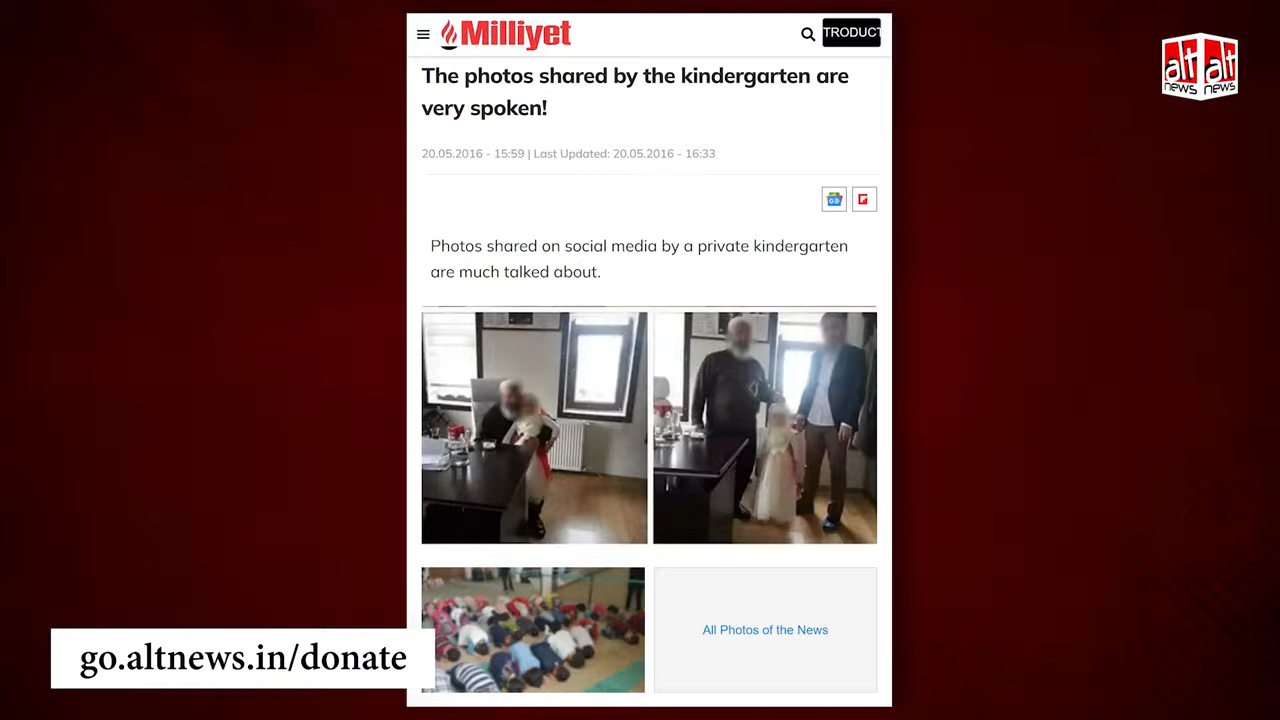 Milliyet
TRODUCT
alt alt
news news
The photos shared by the kindergarten are
very spoken!
20.05.2016 - 15:59 | Last Updated: 20.05.2016 - 16:33
Photos shared on social media by a private kindergarten
are much talked about.
All Photos of the News
go.altnews.in/donate